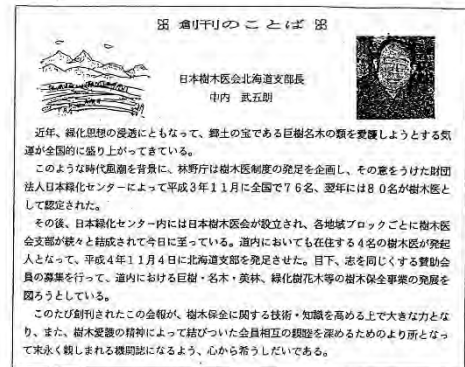 創刊のことば
日本樹木医会北海道支部長
中内 武五朗
近年、緑化思想の浸透にともなって、郷土の宝である巨樹名木の類を愛護しようとする気
運が全国的に盛り上がってきている。
このような時代風潮を背景に、林野庁は樹木医制度の発足を企画し、その意をうけた財団
法人日本緑化センターによって平成3年11月に全国で76名、翌年には80名が樹木医と
して認定された。
その後、日本緑化センター内には日本樹木医会が設立され、各地域ブロックごとに樹木医
会支部が続々と結成されて今日に至っている。道内においても在住する4名の樹木医が発起
人となって、平成4年11月4日に北海道支部を発足させた。目下、志を同じくする賛助会
員の募集を行って、道内における巨樹・名木・美林、緑化樹花木等の樹木保全事業の発展を
図ろうとしている。
このたび創刊されたこの会報が、樹木保全に関する技術・知識を高める上で大きな力とな
り、また、樹木愛護の精神によって結びついた会員相互の親睦を深めるためのより所となっ
て末永く親しまれる機関誌になるよう、心から希うしだいである。